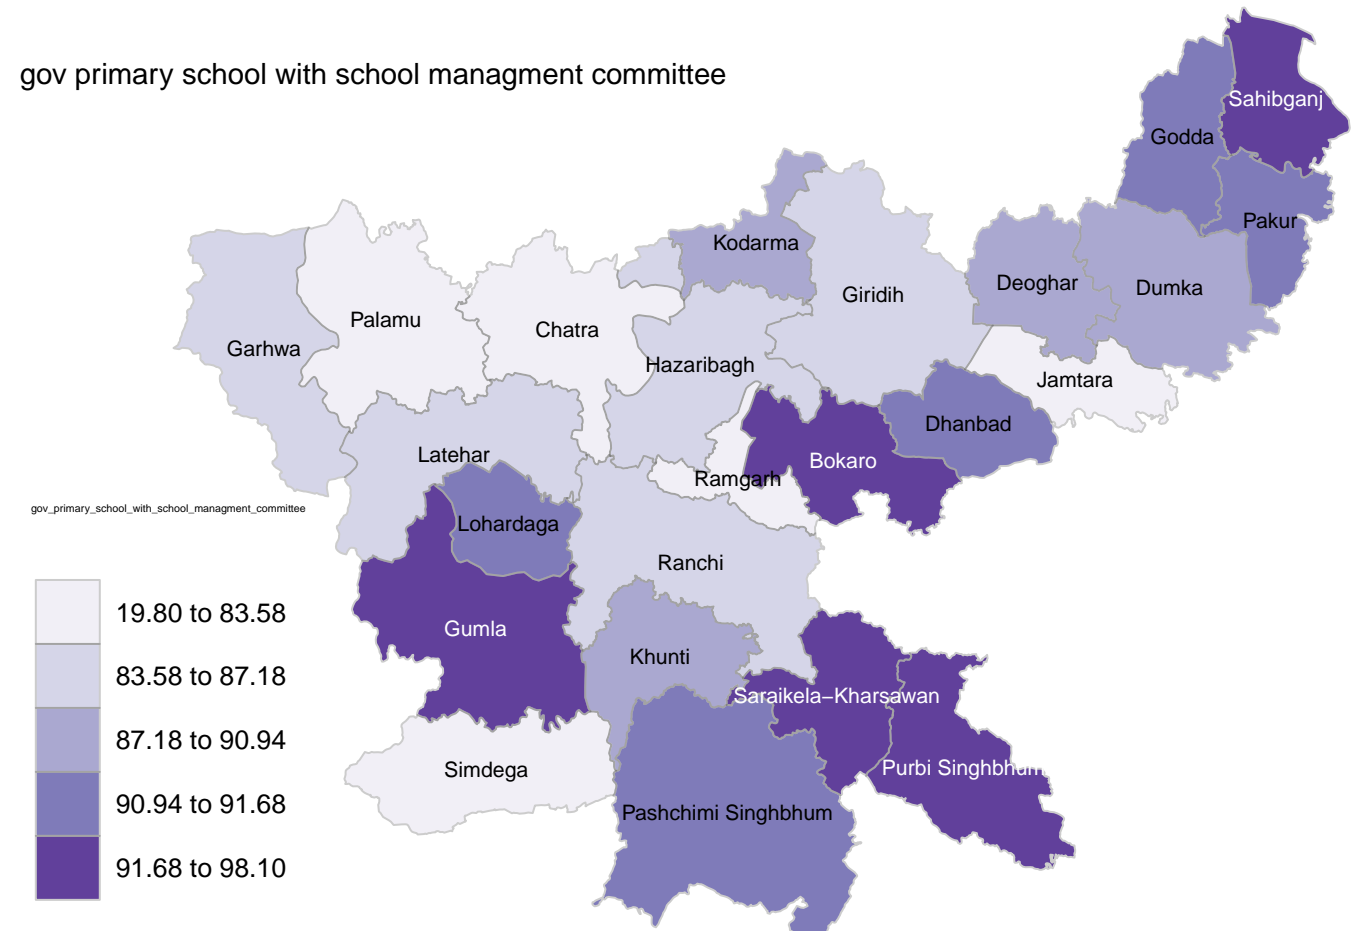 gov primary school with school managment committee
Sahibganj
Godda
Pakur
Kodarma
Deoghar
Dumka
Giridih
Palamu
Chatra
Garhwa
Hazaribagh
Jamtara
Dhanbad
Latehar
Bokaro
Ramgarh
Lohardaga
Ranchi
Gumla
Khunti
Saraikela−Kharsawan
Simdega
Purbi Singhbhum
Pashchimi Singhbhum
gov_primary_school_with_school_managment_committee
19.80 to 83.58
83.58 to 87.18
87.18 to 90.94
90.94 to 91.68
91.68 to 98.10